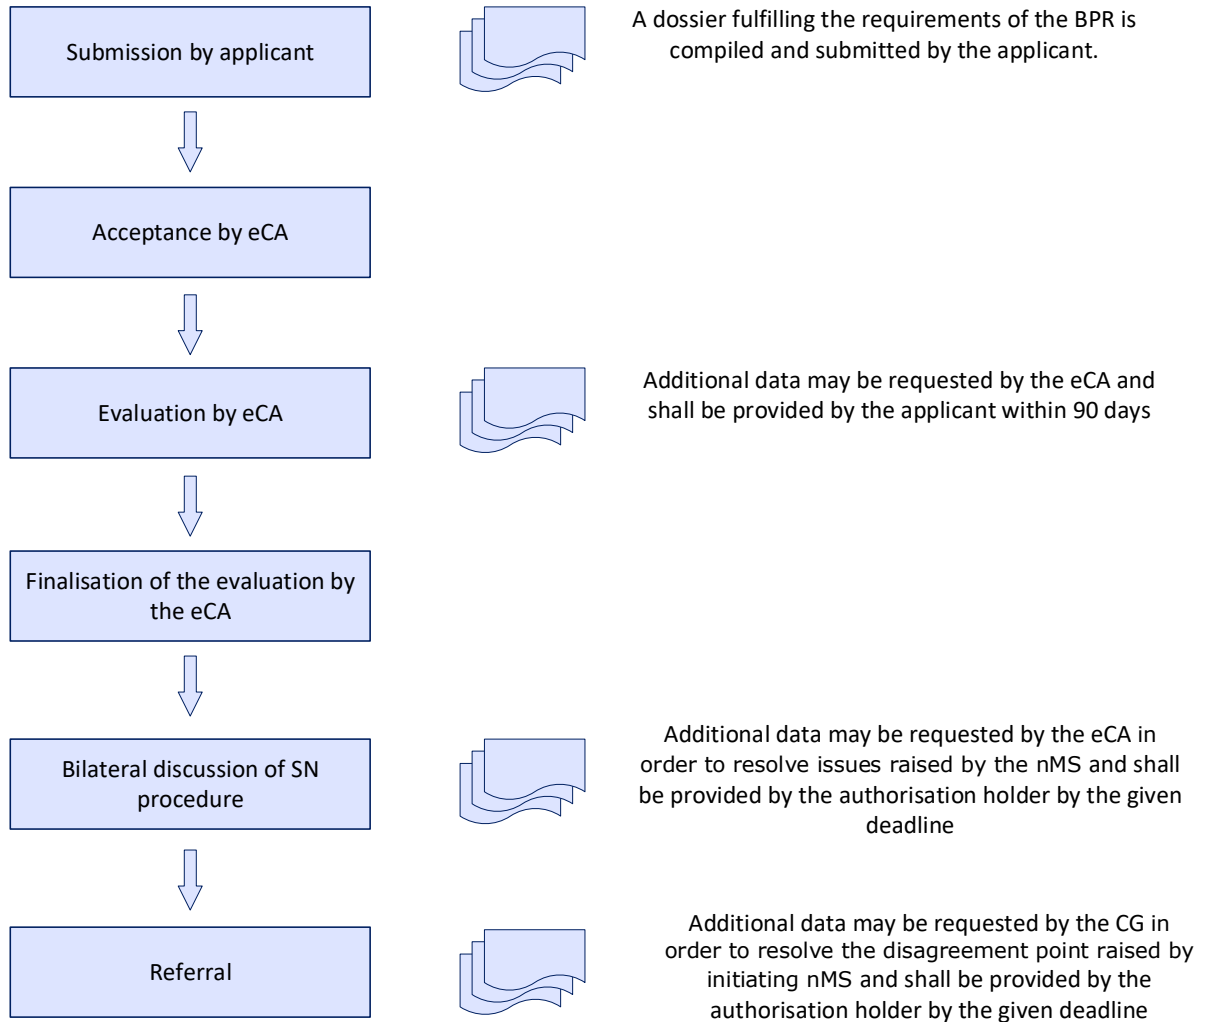 Submission by applicant
A dossier fulfilling the requirements of the BPR is
compiled and submitted by the applicant.
Acceptance by eCA
Evaluation by eCA
Additional data may be requested by the eCA and
shall be provided by the applicant within 90 days
Finalisation of the evaluation by
the eCA
Bilateral discussion of SN
procedure
Additional data may be requested by the eCA in
order to resolve issues raised by the nMS and shall
be provided by the authorisation holder by the given
deadline
Referral
Additional data may be requested by the CG in
order to resolve the disagreement point raised by
initiating nMS and shall be provided by the
authorisation holder by the given deadline